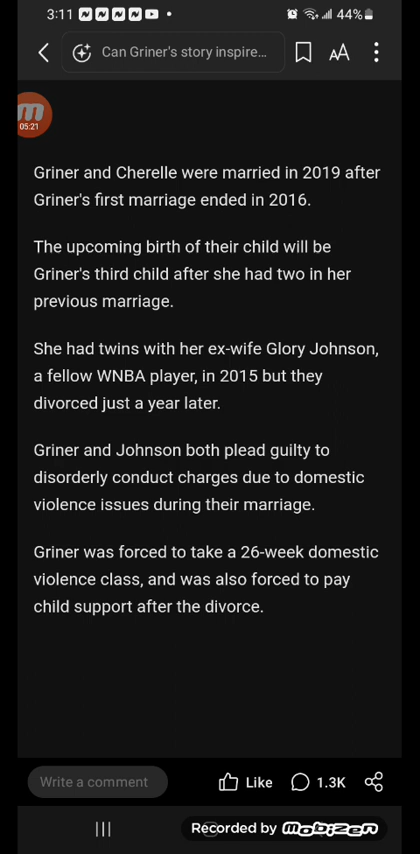 3:11
44%
Can Griner's story inspire...
AA
m
05:21
Griner and Cherelle were married in 2019 after
Griner's first marriage ended in 2016.
The upcoming birth of their child will be
Griner's third child after she had two in her
previous marriage.
She had twins with her ex-wife Glory Johnson,
a fellow WNBA player, in 2015 but they
divorced just a year later.
Griner and Johnson both plead guilty to
disorderly conduct charges due to domestic
violence issues during their marriage.
Griner was forced to take a 26-week domestic
violence class, and was also forced to pay
child support after the divorce.
Write a comment
Like
1.3K
Recorded by mobizen